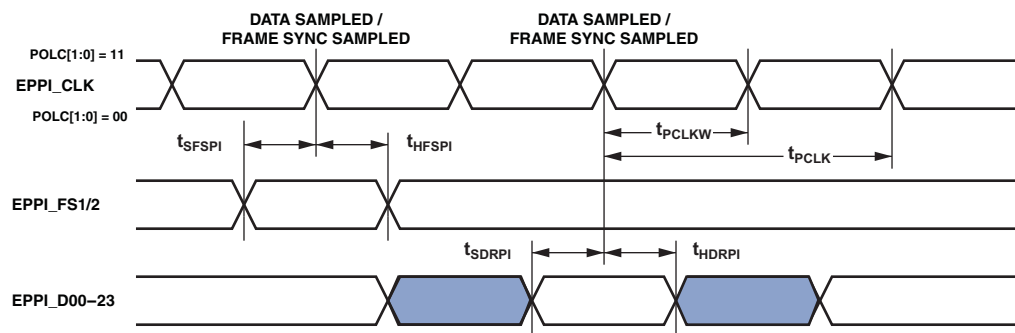 DATA SAMPLED /
FRAME SYNC SAMPLED
DATA SAMPLED /
FRAME SYNC SAMPLED
POLC[1:0] = 11
EPPI_CLK
POLC[1:0] = 00
tSFSPI
tHFSPI
tPCLKW
tPCLK
EPPI_FS1/2
tSDRPI
tHDRPI
EPPI_D00–23